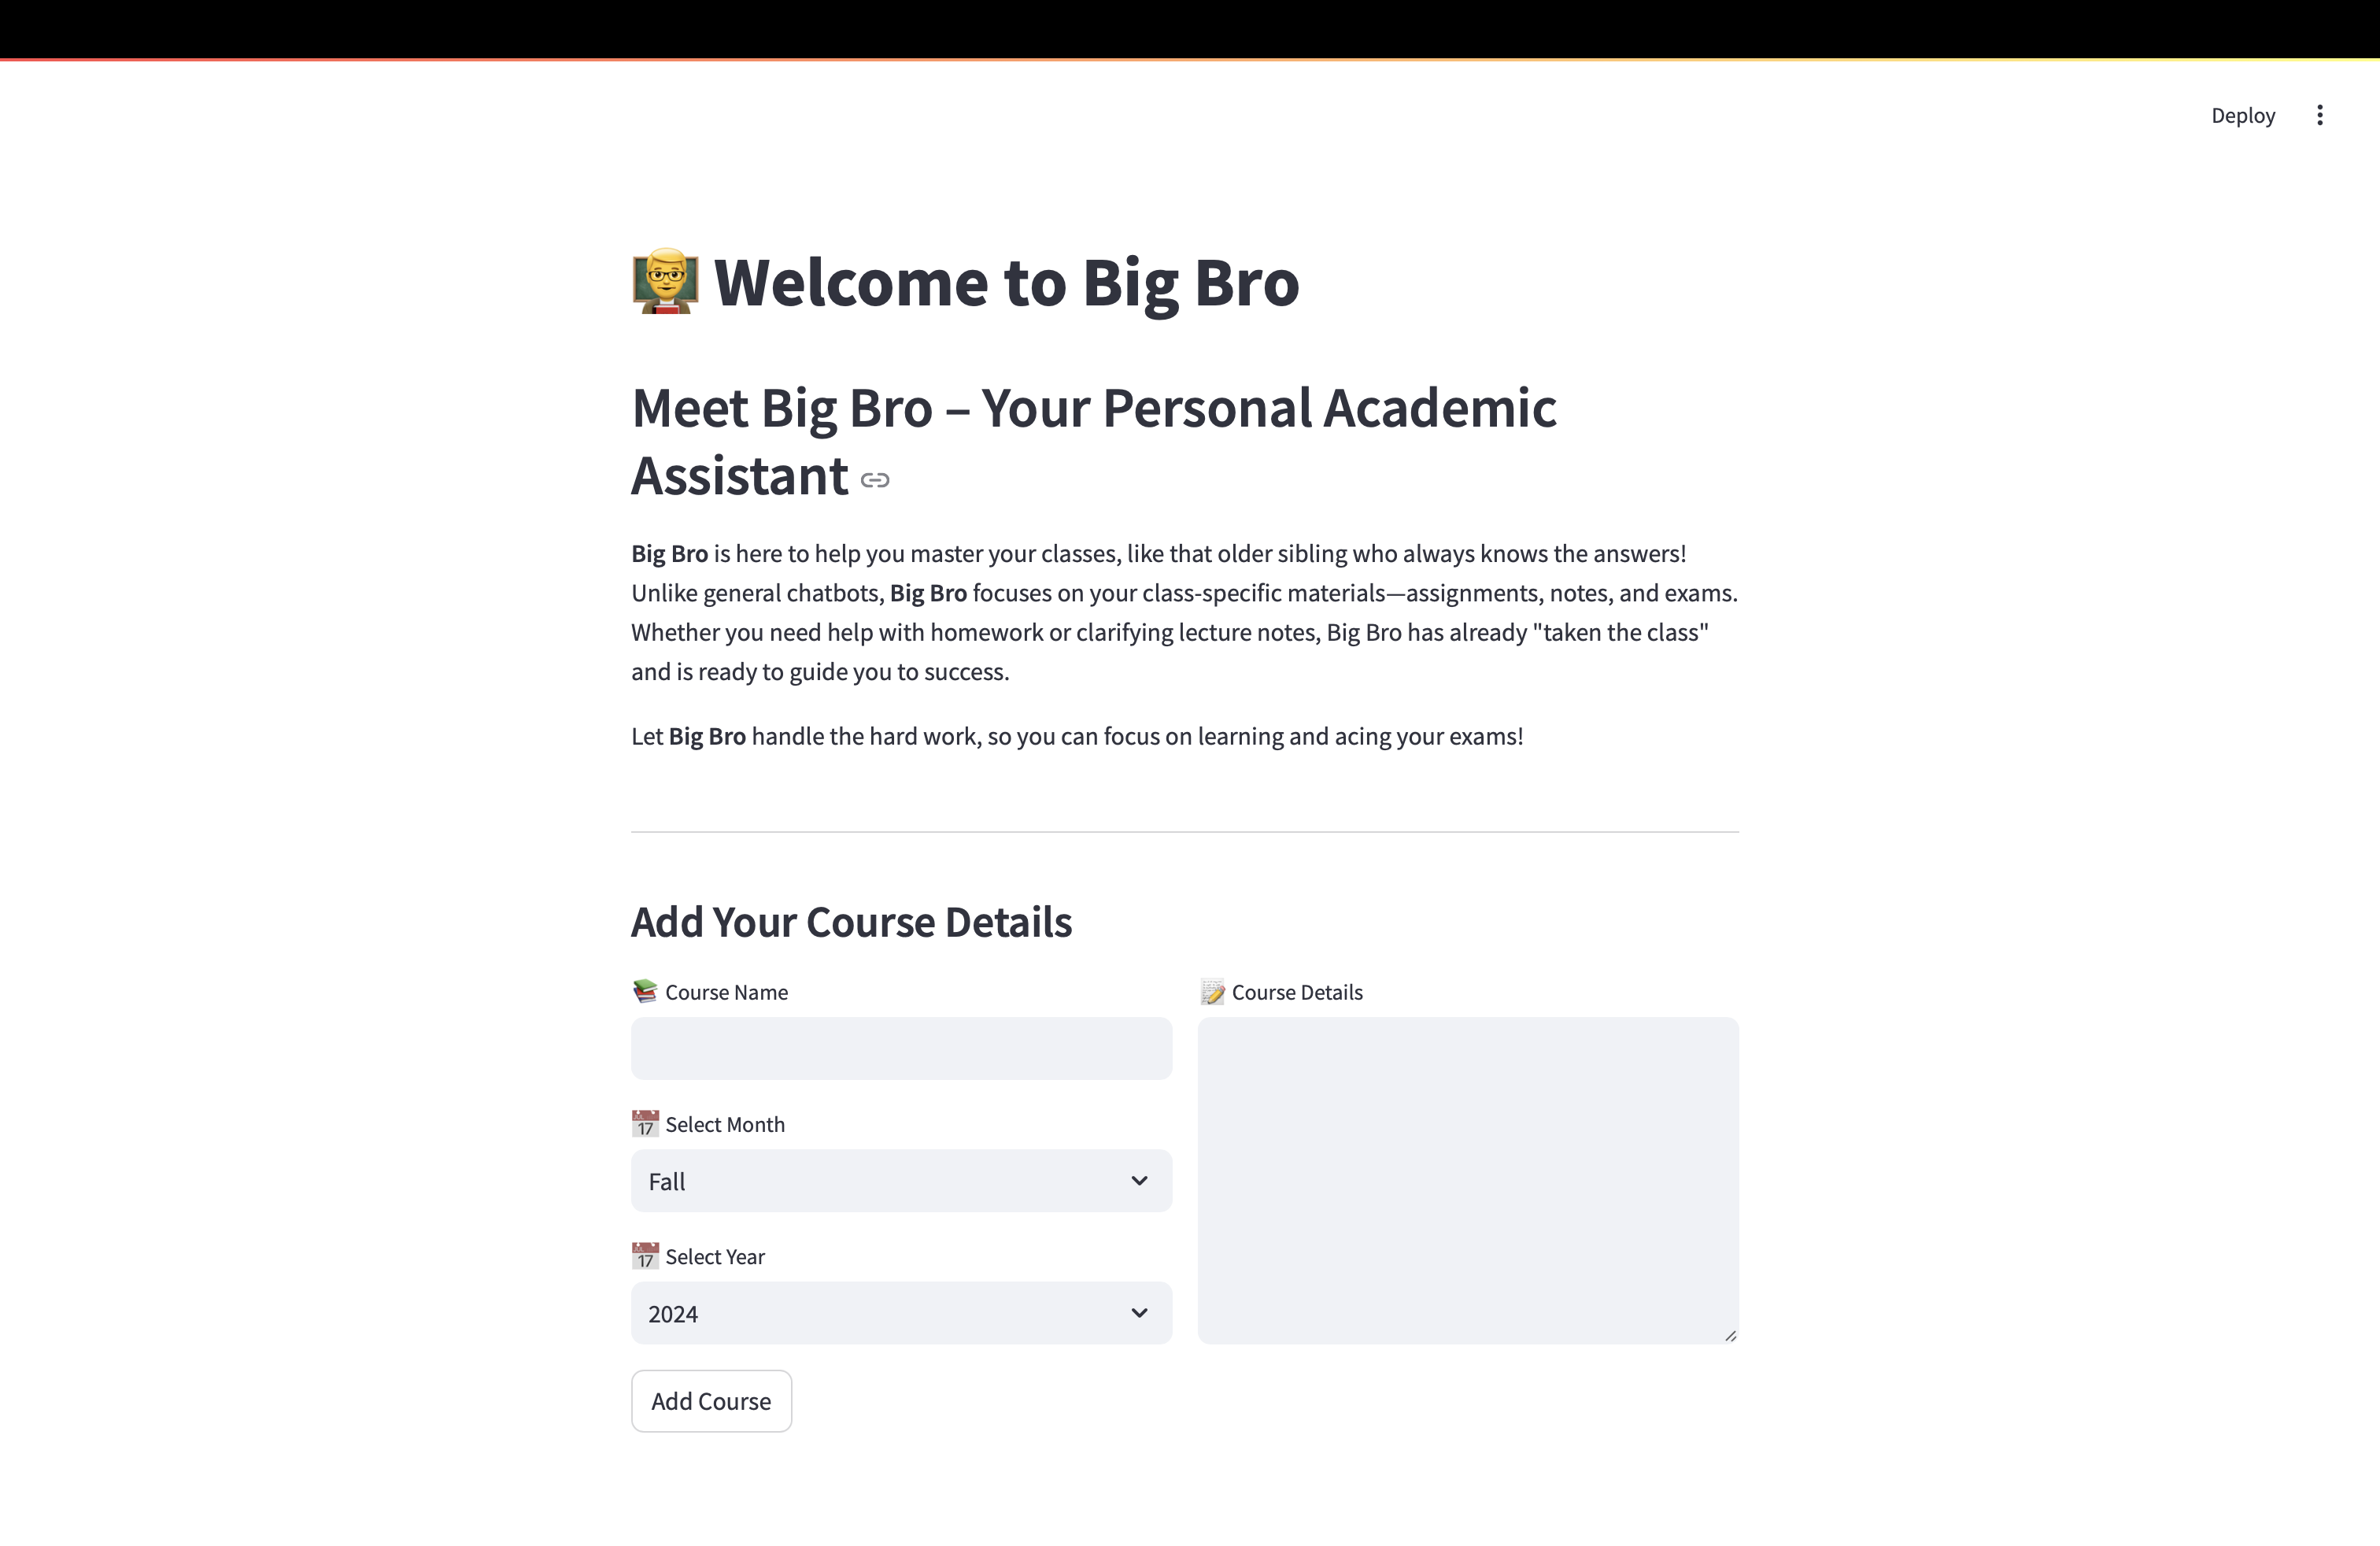 Deploy
Welcome to Big Bro
Meet Big Bro – Your Personal Academic
Assistant
Big Bro is here to help you master your classes, like that older sibling who always knows the answers!
Unlike general chatbots, Big Bro focuses on your class-specific materials—assignments, notes, and exams.
Whether you need help with homework or clarifying lecture notes, Big Bro has already "taken the class"
and is ready to guide you to success.
Let Big Bro handle the hard work, so you can focus on learning and acing your exams!
Add Your Course Details
Course Name
Course Details
17 Select Month
Fall
17 Select Year
2024
Add Course